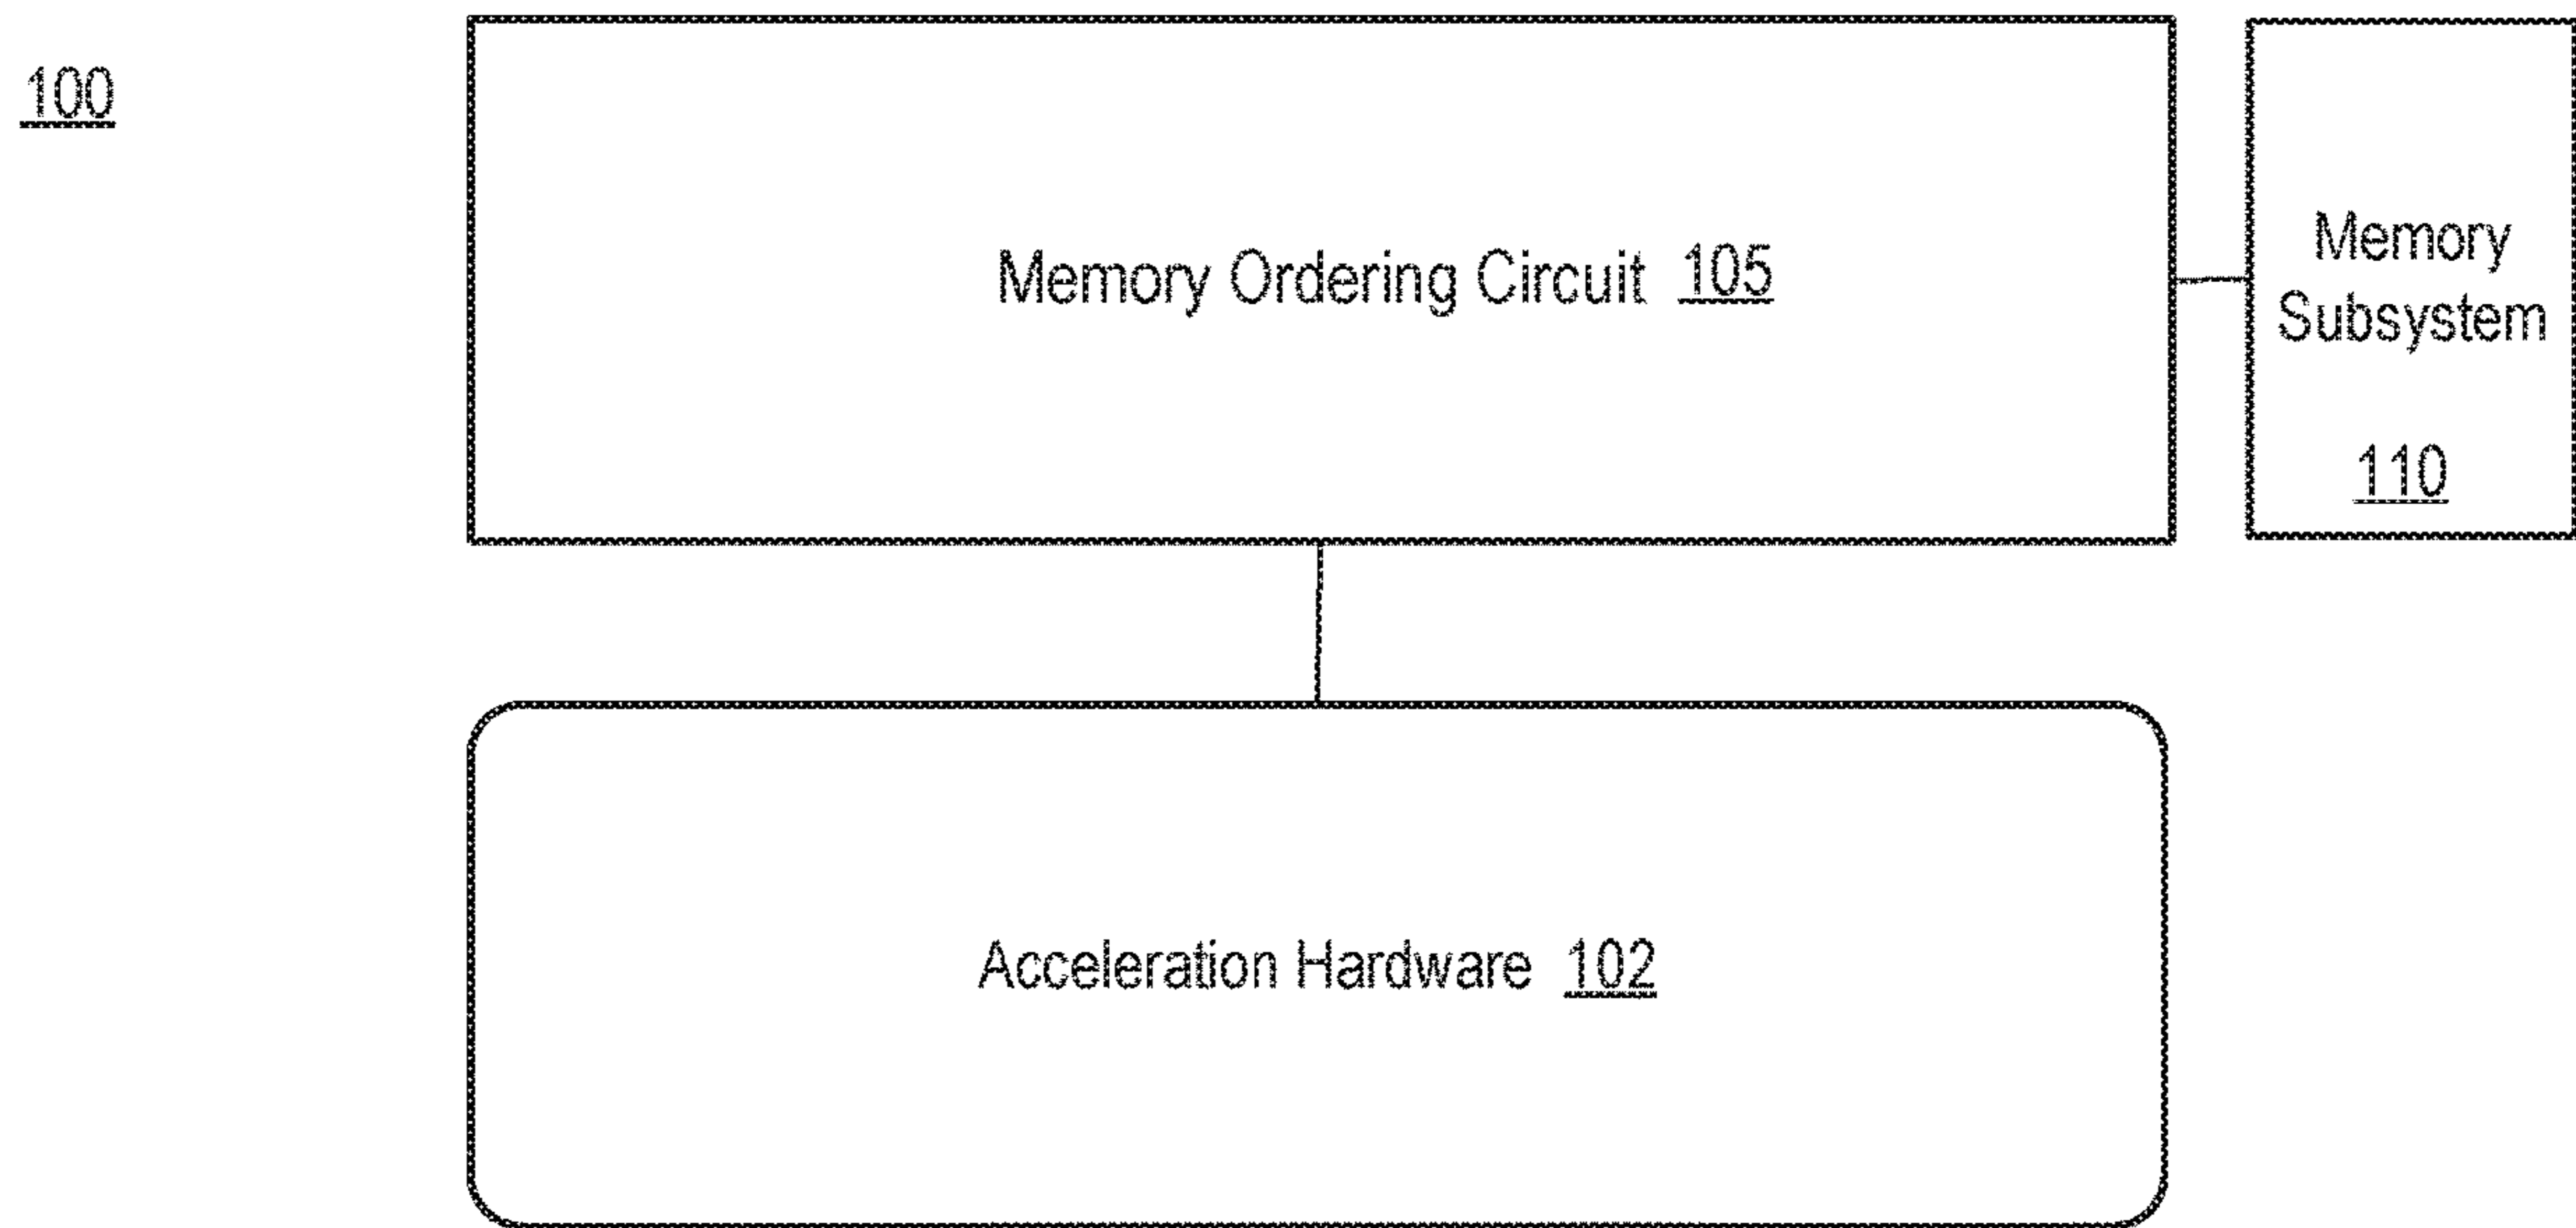 100
Memory Ordering Circuit 105
Memory
Subsystem
110
Acceleration Hardware 102